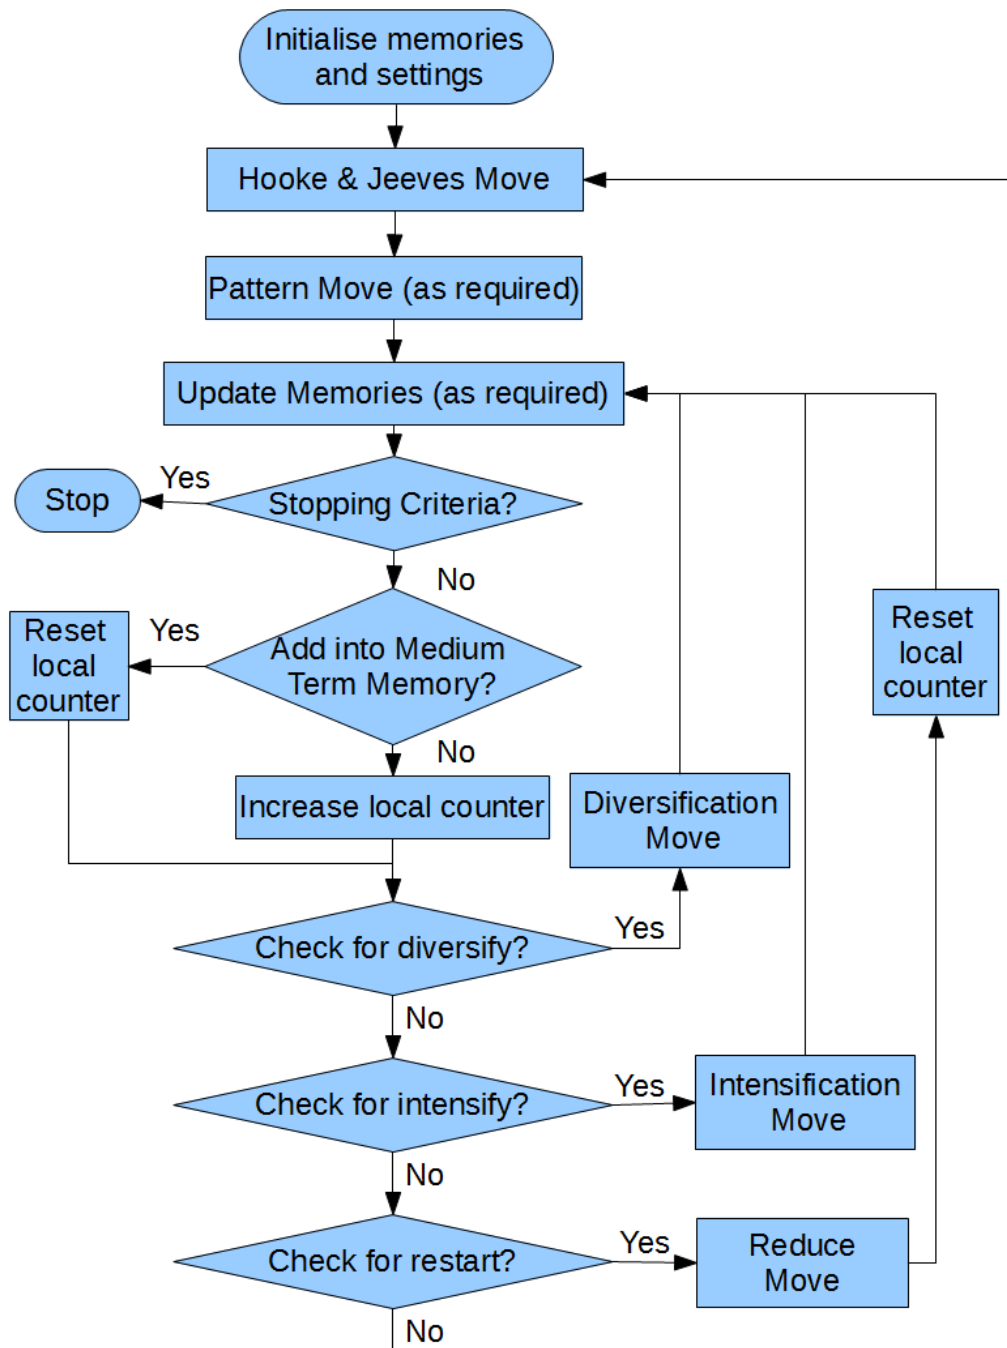 Initialise memories
and settings
Hooke & Jeeves Move
Pattern Move (as required)
Update Memories (as required)
Yes
Stop
Stopping Criteria?
No
Reset
local
counter
Yes
Add into Medium
Term Memory?
Reset
local
counter
No
Increase local counter
Diversification
Move
Check for diversify?
Yes
No
Check for intensify?
Yes
Intensification
Move
No
Check for restart?
Yes
Reduce
Move
No